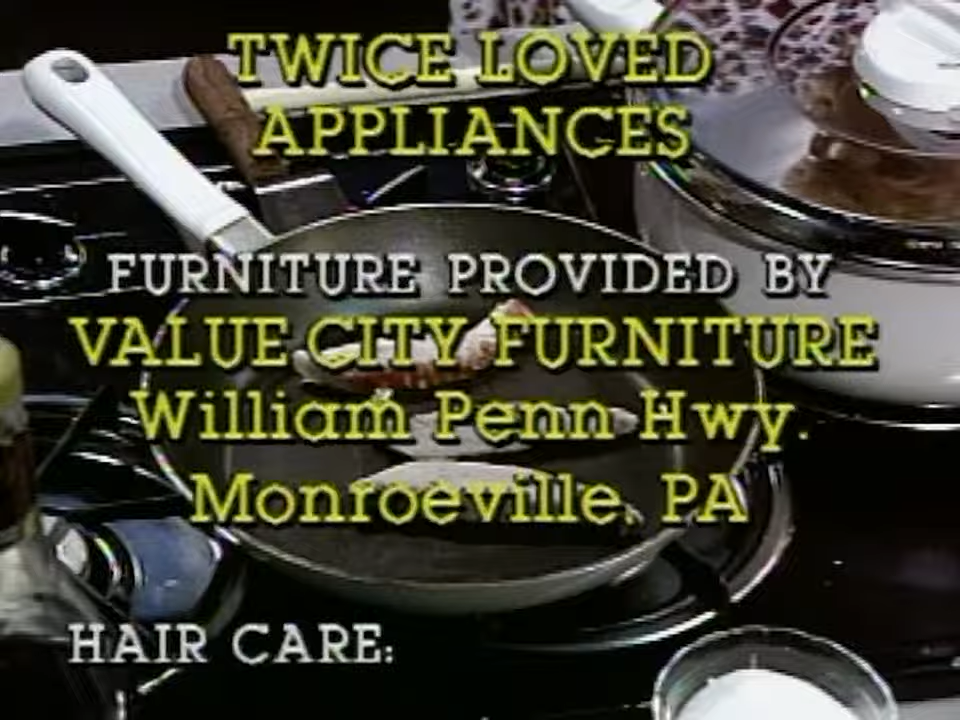 TWICE LOVED
APPLIANCES
FURNITURE PROVIDED BY
VALUE CITY FURNITURE
William Penn Hwy.
Monroeville, PA
HAIR CARE: